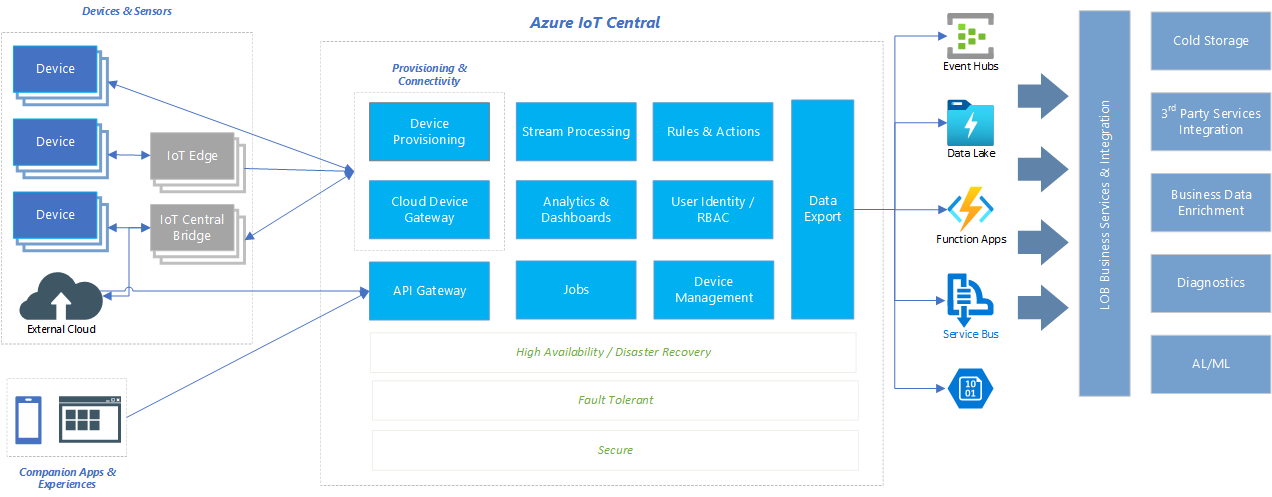 Devices & Sensors
Device
Device
IoT Edge
Device
IoT Central
Bridge
External Cloud
Companion Apps &
Experiences
Azure IoT Central
Provisioning &
Connectivity
Device
Provisioning
Stream Processing
Rules & Actions
Cloud Device
Gateway
Analytics &
Dashboards
User Identity /
RBAC
Data
Export
API Gateway
Jobs
Device
Management
High Availability / Disaster Recovery
Fault Tolerant
Secure
Event Hubs
Data Lake
Function Apps
Service Bus
10
01
LOB Business Services & Integration
Cold Storage
3rd Party Services
Integration
Business Data
Enrichment
Diagnostics
AL/ML